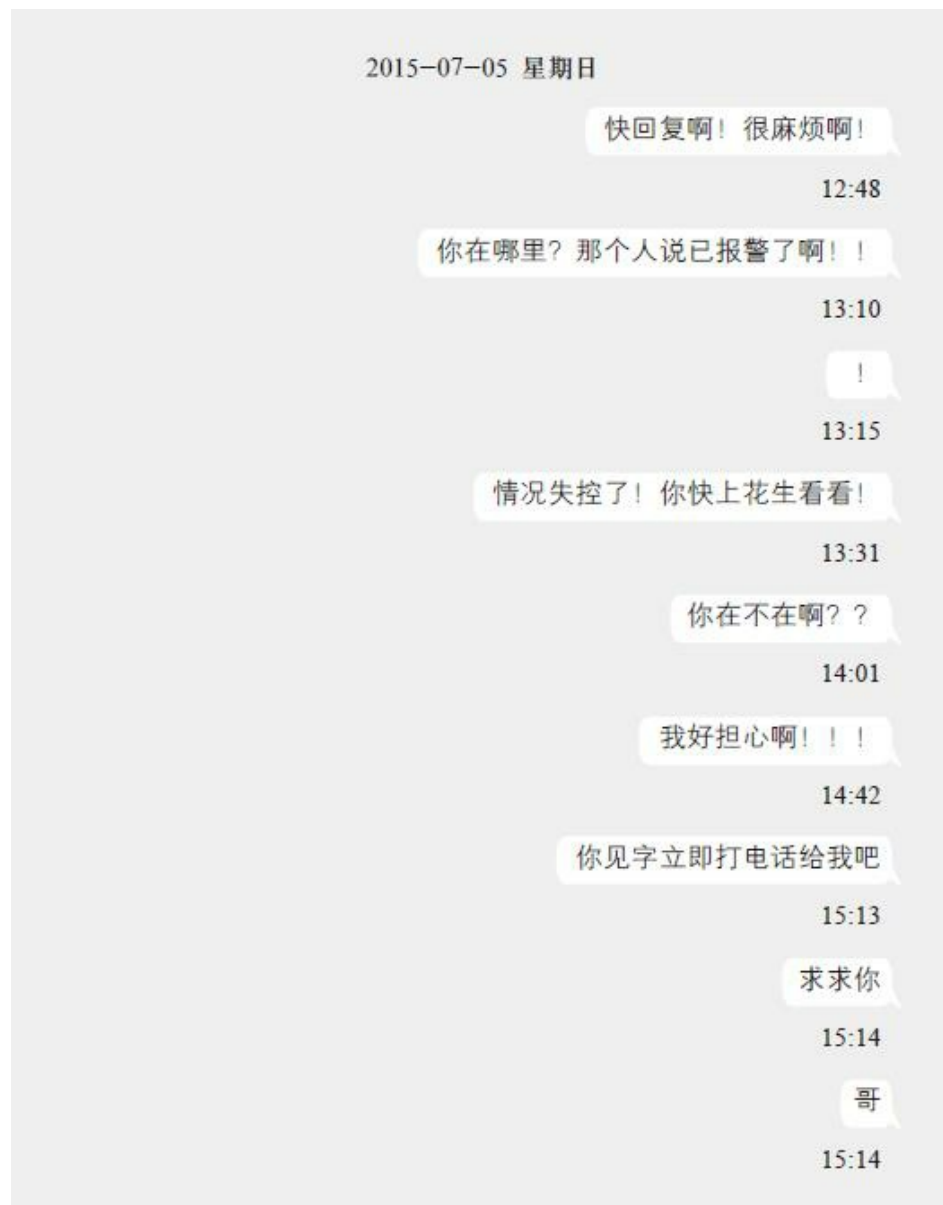 2015-07-05 星期日
快回复啊！很麻烦啊！
12:48
你在哪里？那个人说已报警了啊！！
13:10
！
13:15
情况失控了！你快上花生看看！
13:31
你在不在啊？？
14:01
我好担心啊！！！
14:42
你见字立即打电话给我吧
15:13
求求你
15:14
哥
15:14